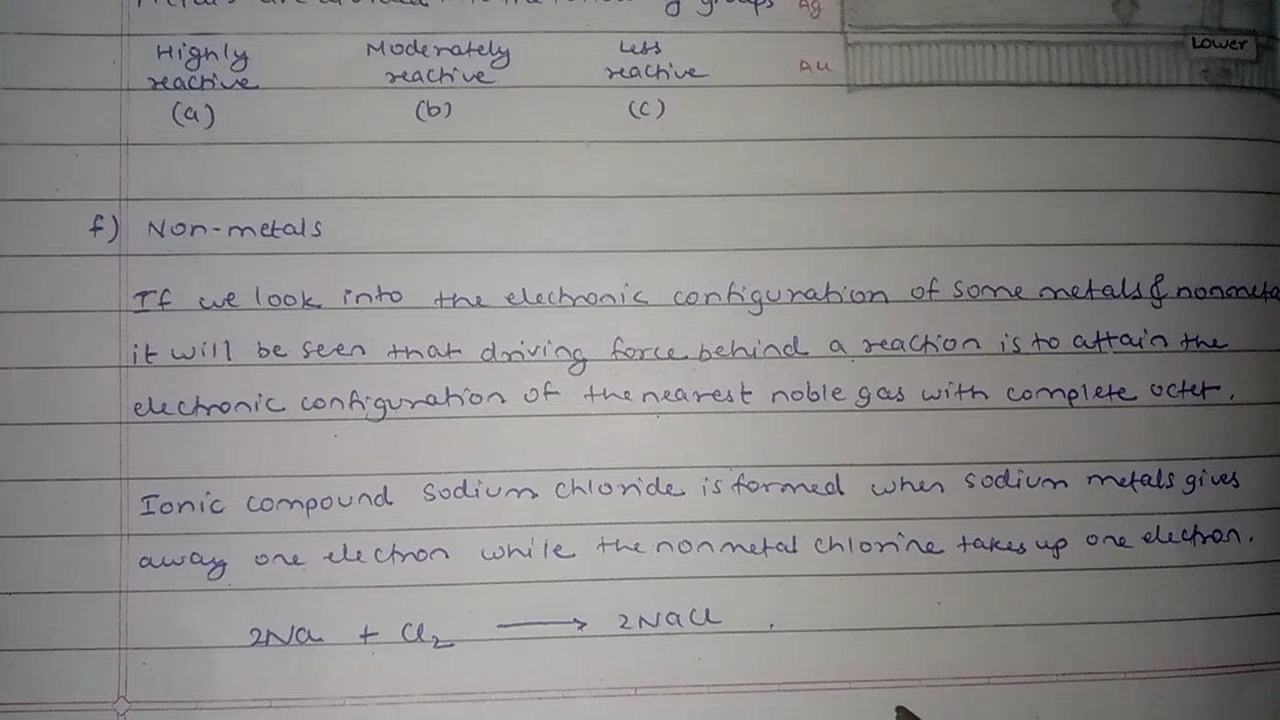 groups Ag
Highly Moderately Less
reactive reactive reactive Au
(a) (b) (c)
Lower
f) Non-metals
If we look into the electronic configuration of some metals & nonmeta
it will be seen that driving force behind a reaction is to attain the
electronic configuration of the nearest noble gas with complete octet.
Ionic compound sodium chloride is formed when sodium metals gives
away one electron while the nonmetal chlorine takes up one electron.
2Na + Cl₂ → 2NaCl .